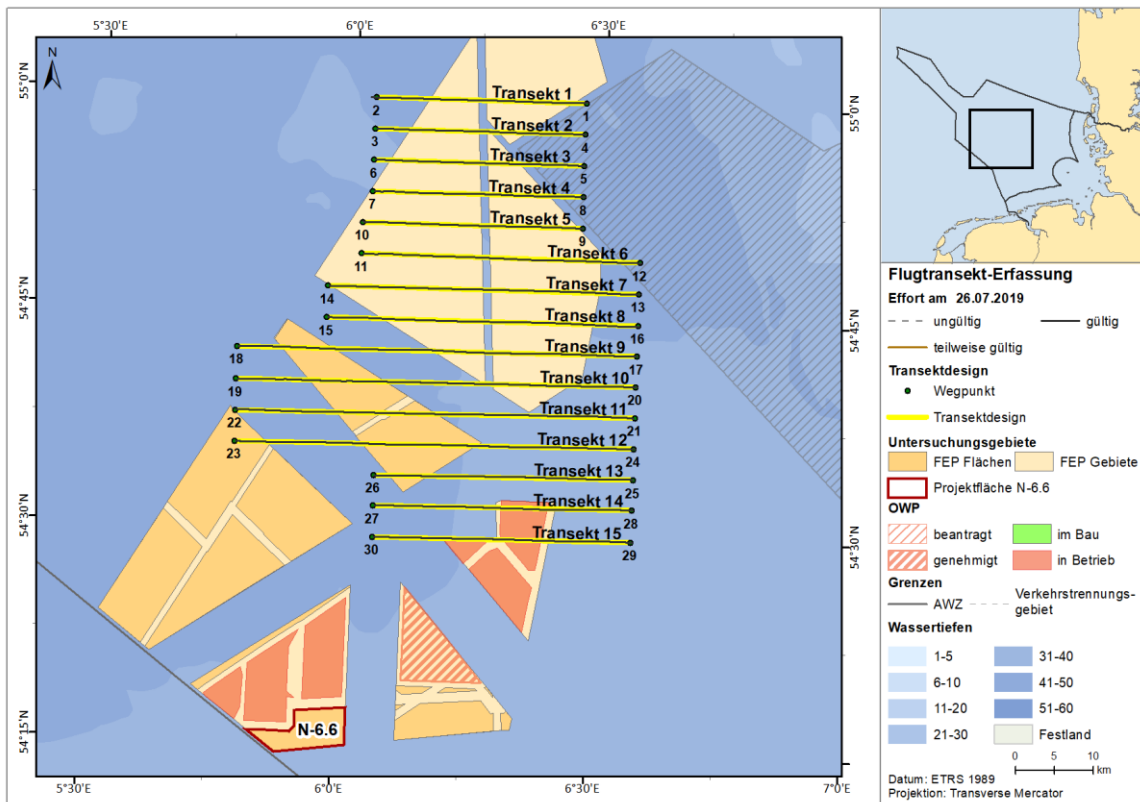 5°30'E 6°0'E 6°30'E
N
55°0'N
54°45'N
54°30'N
54°15'N
55°0'N
54°45'N
54°30'N
5°30'E 6°0'E 6°30'E 7°0'E
Transekt 1
2 1
Transekt 2
3 4
Transekt 3
6 5
Transekt 4
7 8
Transekt 5
10 9
Transekt 6
11 12
Transekt 7
14 13
Transekt 8
15 16
Transekt 9
18 17
Transekt 10
19 20
Transekt 11
22 21
Transekt 12
23 24
Transekt 13
26 25
Transekt 14
27 28
Transekt 15
30 29
N-6.6
Flugtransekt-Erfassung
Effort am 26.07.2019
ungültig gültig
teilweise gültig
Transektdesign
Wegpunkt
Transektdesign
Untersuchungsgebiete
FEP Flächen FEP Gebiete
Projektfläche N-6.6
OWP
beantragt im Bau
genehmigt in Betrieb
Grenzen
AWZ Verkehrstrennungs-
gebiet
Wassertiefen
1-5 31-40
6-10 41-50
11-20 51-60
21-30 Festland
0 5 10
km
Datum: ETRS 1989
Projektion: Transverse Mercator